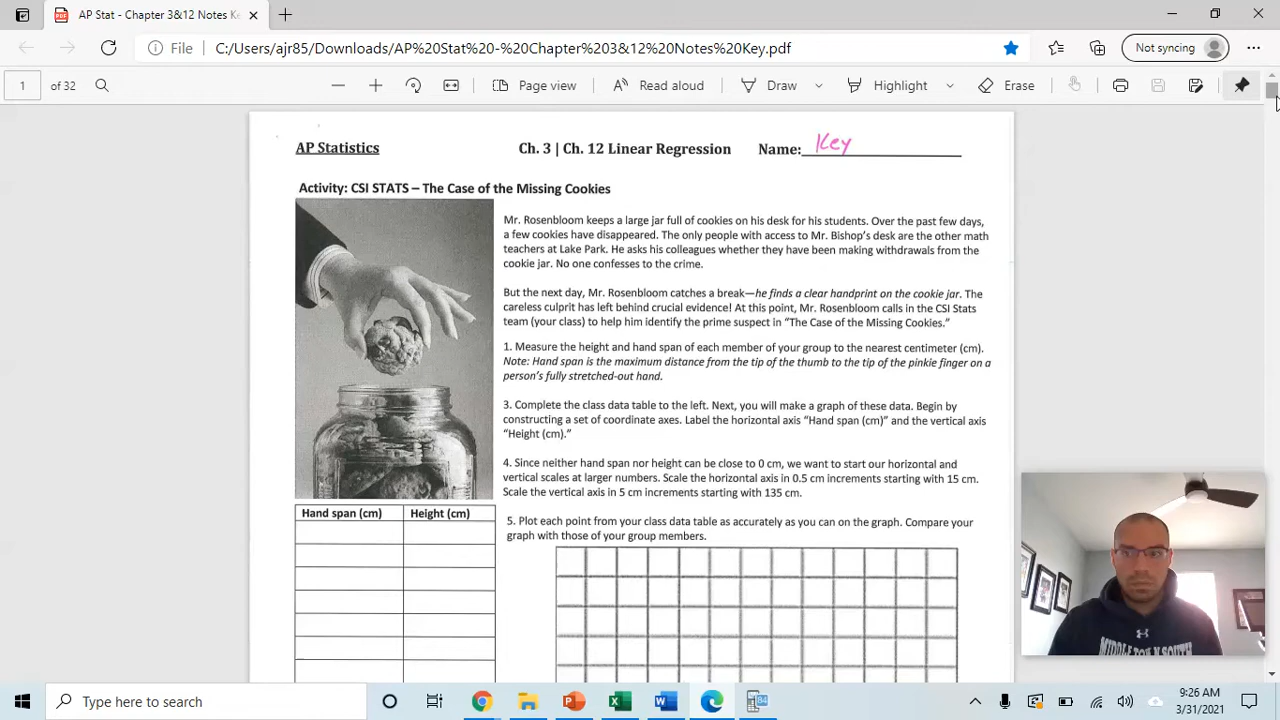 AP Stat - Chapter 3&12 Notes Ke
File
C:/Users/ajr85/Downloads/AP%20Stat%20-%20Chapter%203&12%20Notes%20Key.pdf
Not syncing
1 of 32
Page view
Read aloud
Draw
Highlight
Erase
AP Statistics
Ch. 3 | Ch. 12 Linear Regression
Name: Key
Activity: CSI STATS – The Case of the Missing Cookies
Mr. Rosenbloom keeps a large jar full of cookies on his desk for his students. Over the past few days,
a few cookies have disappeared. The only people with access to Mr. Bishop's desk are the other math
teachers at Lake Park. He asks his colleagues whether they have been making withdrawals from the
cookie jar. No one confesses to the crime.
But the next day, Mr. Rosenbloom catches a break—he finds a clear handprint on the cookie jar. The
careless culprit has left behind crucial evidence! At this point, Mr. Rosenbloom calls in the CSI Stats
team (your class) to help him identify the prime suspect in "The Case of the Missing Cookies."
1. Measure the height and hand span of each member of your group to the nearest centimeter (cm).
Note: Hand span is the maximum distance from the tip of the thumb to the tip of the pinkie finger on a
person's fully stretched-out hand.
3. Complete the class data table to the left. Next, you will make a graph of these data. Begin by
constructing a set of coordinate axes. Label the horizontal axis "Hand span (cm)" and the vertical axis
"Height (cm)."
4. Since neither hand span nor height can be close to 0 cm, we want to start our horizontal and
vertical scales at larger numbers. Scale the horizontal axis in 0.5 cm increments starting with 15 cm.
Scale the vertical axis in 5 cm increments starting with 135 cm.
Hand span (cm) Height (cm)
5. Plot each point from your class data table as accurately as you can on the graph. Compare your
graph with those of your group members.
MIDDLETOWN SOUTH
Type here to search
9:26 AM
3/31/2021